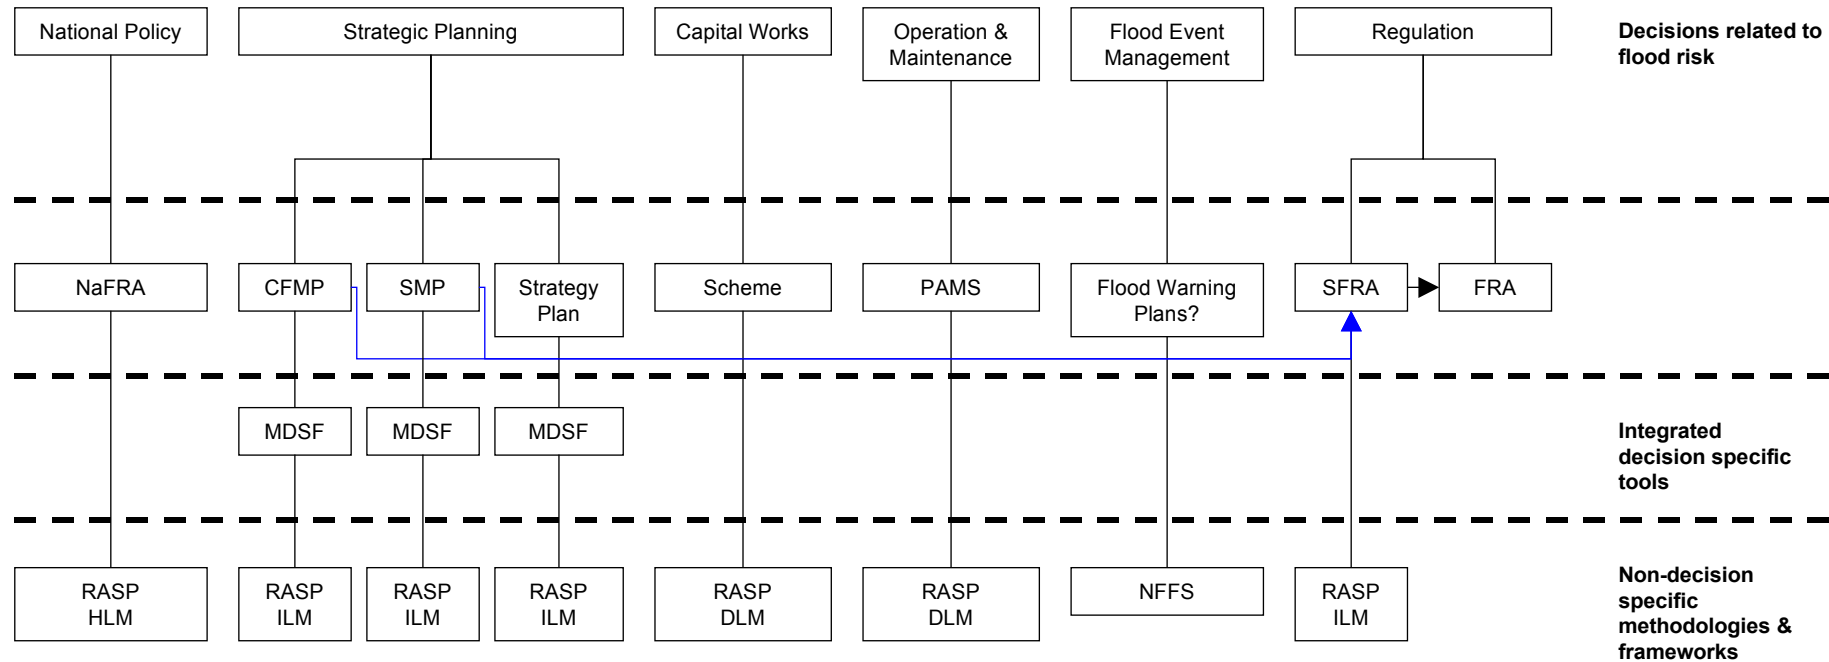 National Policy
Strategic Planning
Capital Works
Operation &
Maintenance
Flood Event
Management
Regulation
Decisions related to
flood risk
NaFRA
CFMP
SMP
Strategy
Plan
Scheme
PAMS
Flood Warning
Plans?
SFRA
FRA
MDSF
MDSF
MDSF
Integrated
decision specific
tools
RASP
HLM
RASP
ILM
RASP
ILM
RASP
ILM
RASP
DLM
RASP
DLM
NFFS
RASP
ILM
Non-decision
specific
methodologies &
frameworks